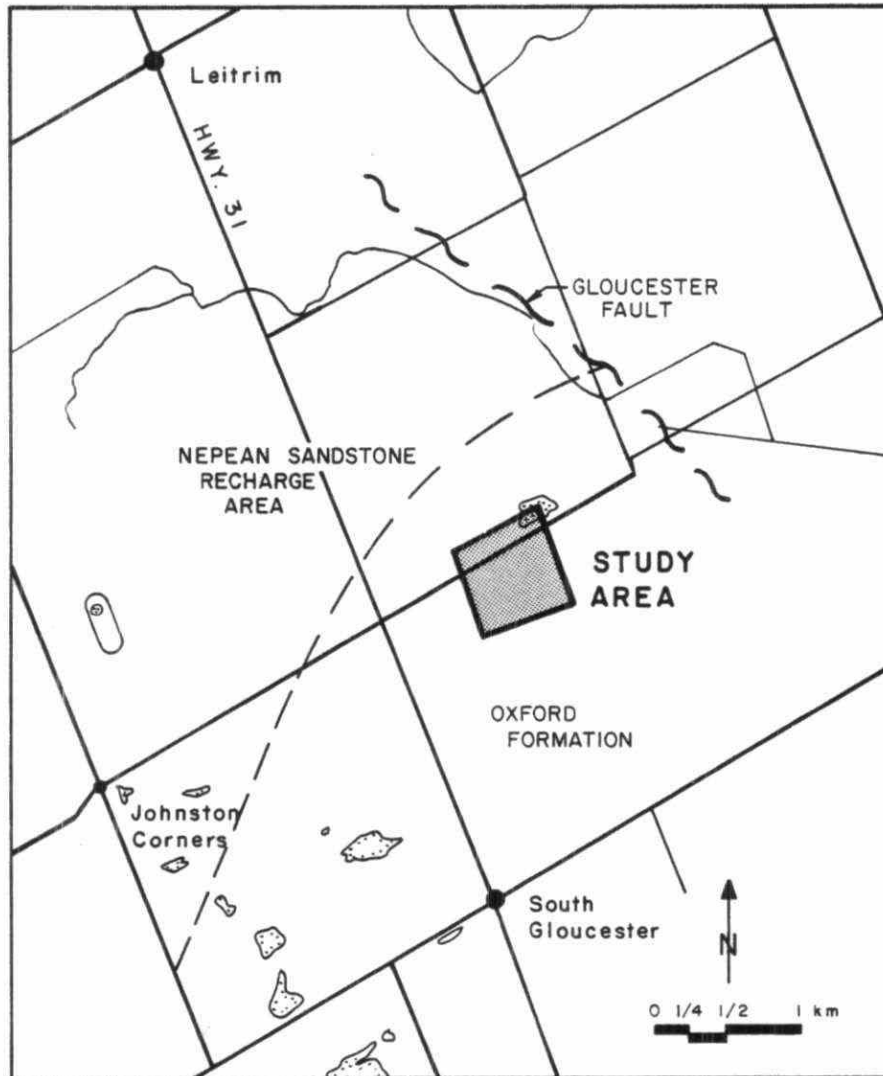 Leitrim
HWY. 31
GLOUCESTER
FAULT
NEPEAN SANDSTONE
RECHARGE
AREA
STUDY
AREA
OXFORD
FORMATION
Johnston
Corners
South
Gloucester
N
0 1/4 1/2 1 km